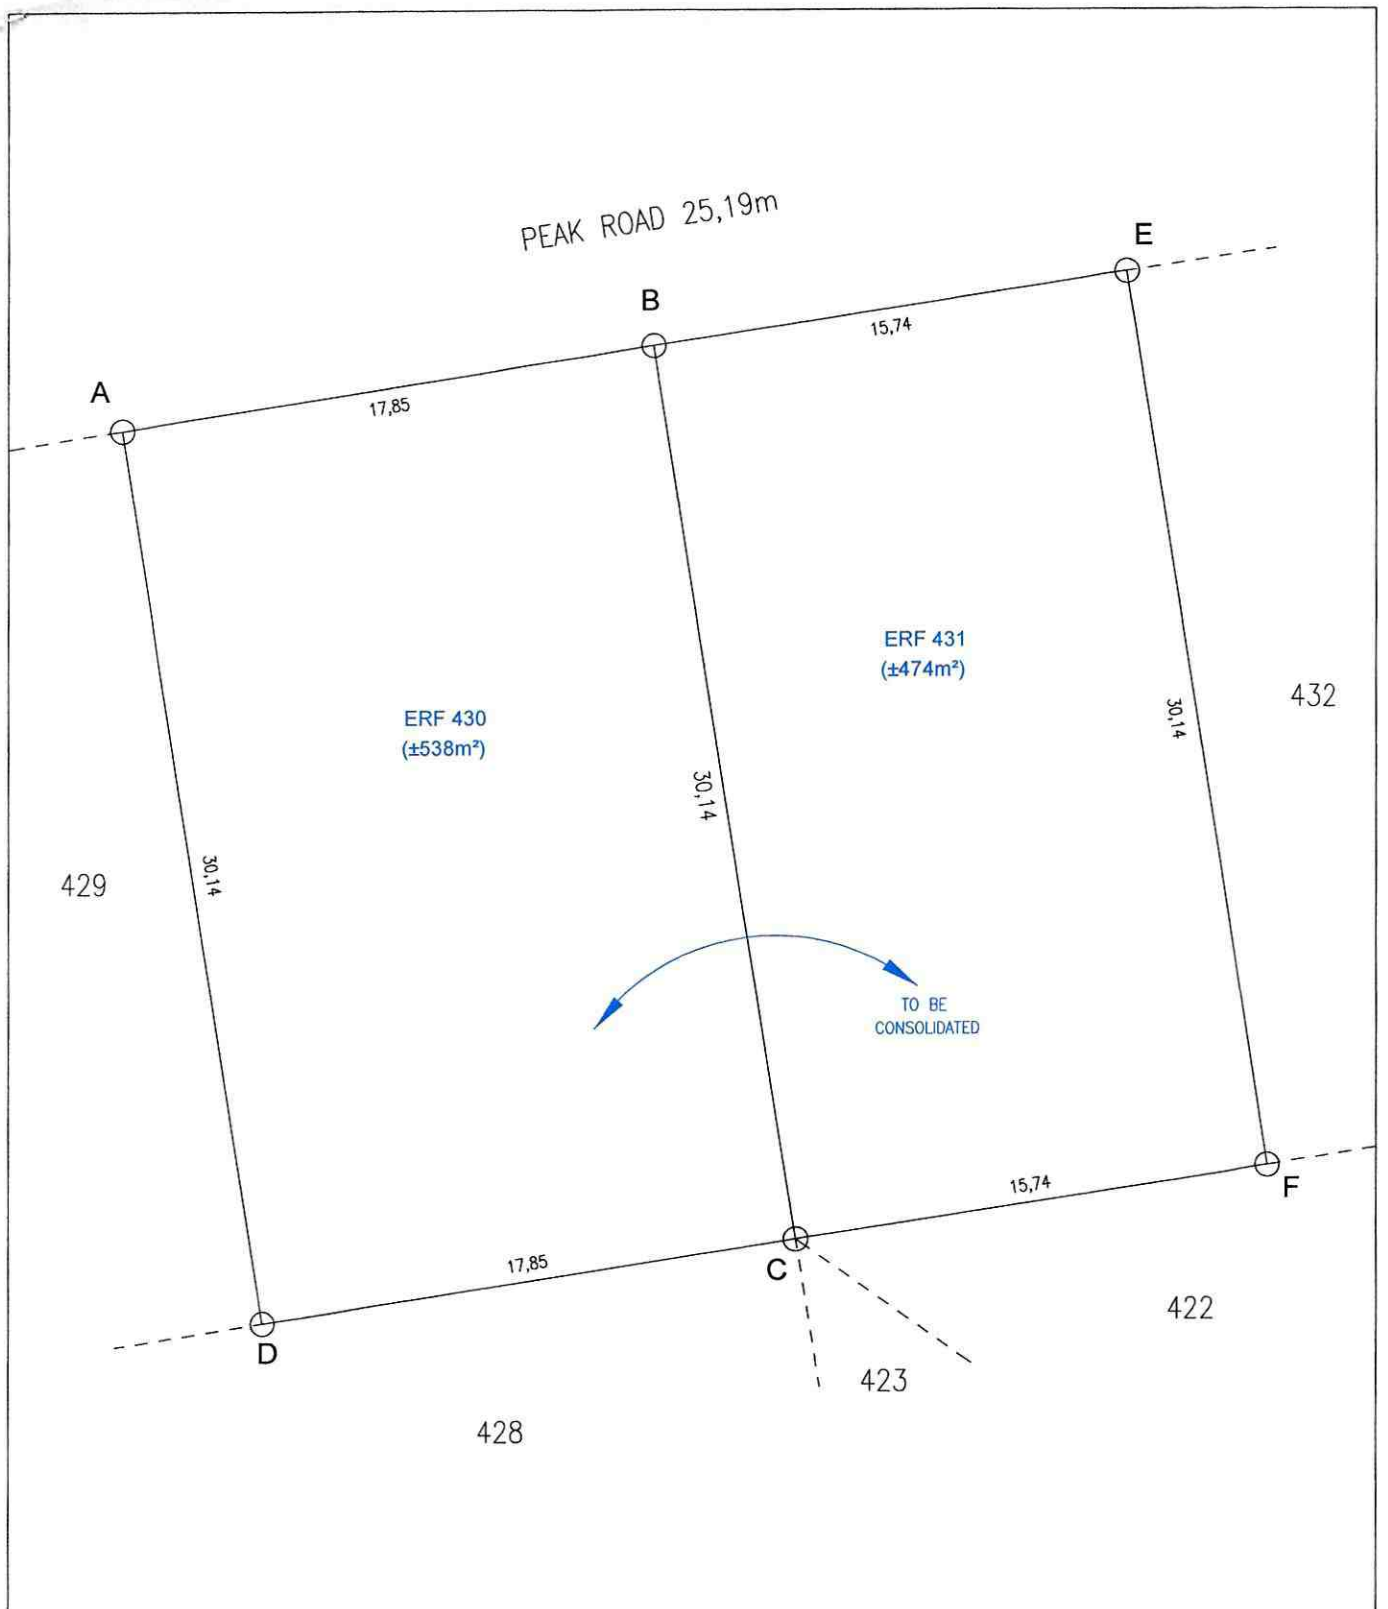 PEAK ROAD 25,19m
E
B
15,74
A
17,85
ERF 431
(±474m²)
432
30,14
ERF 430
(±538m²)
30,14
429
30,14
TO BE
CONSOLIDATED
15,74
F
17,85
C
422
D
423
428